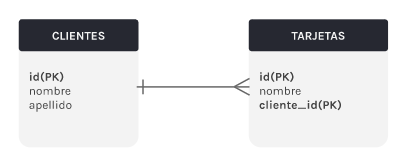 CLIENTES
id(PK)
nombre
apellido
TARJETAS
id(PK)
nombre
cliente_id(PK)